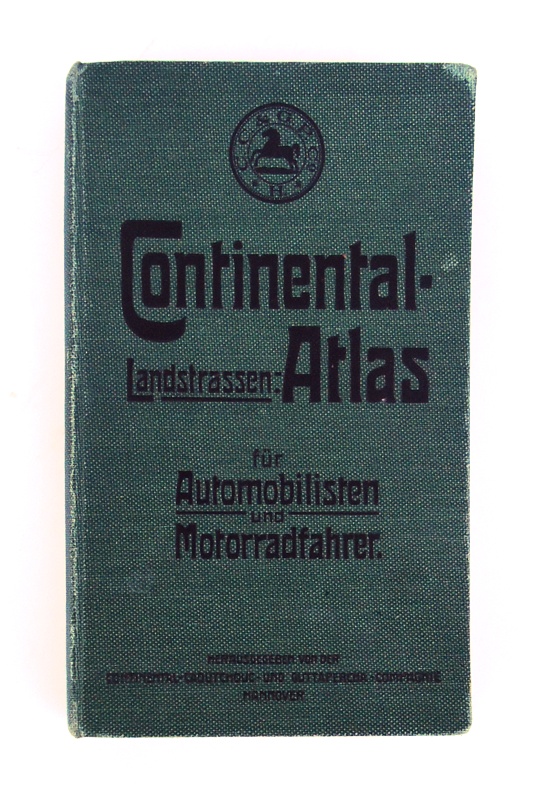 C. C. & G. P. C. H.
Continental-
Landstrassen-Atlas
für
Automobilisten
und
Motorradfahrer.
HERAUSGEGEBEN VON DER
CONTINENTAL-CAOUTCHOUC- UND GUTTAPERCHA-COMPAGNIE
HANNOVER